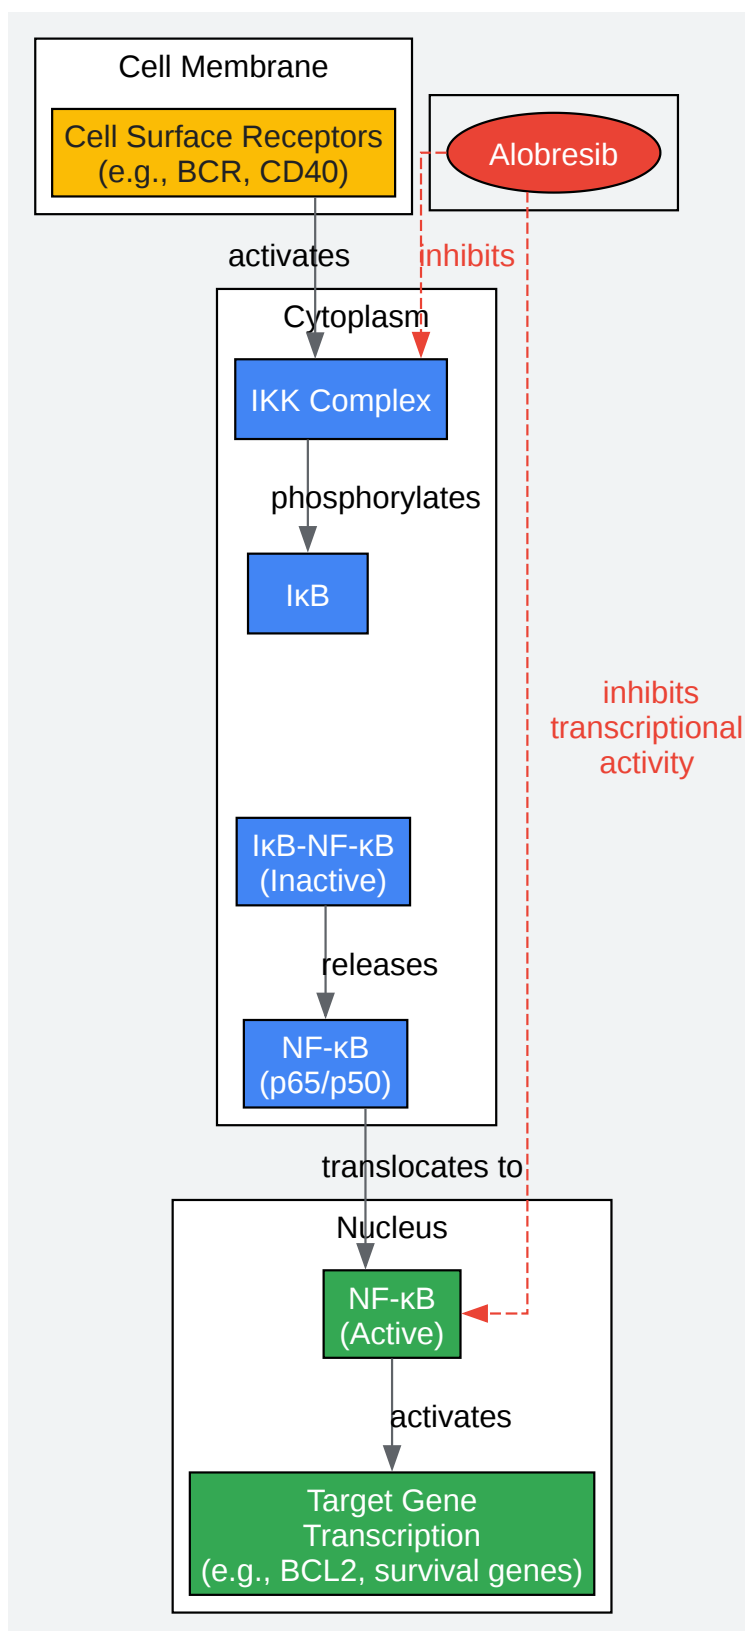 Cell Membrane
Cell Surface Receptors
(e.g., BCR, CD40)
Alobresib
activates
inhibits
Cytoplasm
IKK Complex
phosphorylates
IκB
inhibits
transcriptional
activity
IκB-NF-κB
(Inactive)
releases
NF-κB
(p65/p50)
translocates to
Nucleus
NF-κB
(Active)
activates
Target Gene
Transcription
(e.g., BCL2, survival genes)